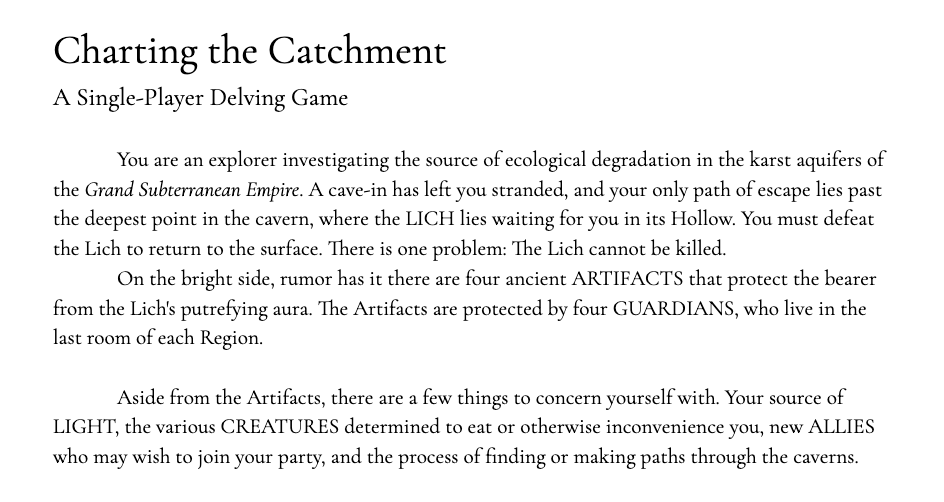 Charting the Catchment
A Single-Player Delving Game
You are an explorer investigating the source of ecological degradation in the karst aquifers of
the Grand Subterranean Empire. A cave-in has left you stranded, and your only path of escape lies past
the deepest point in the cavern, where the LICH lies waiting for you in its Hollow. You must defeat
the Lich to return to the surface. There is one problem: The Lich cannot be killed.
On the bright side, rumor has it there are four ancient ARTIFACTS that protect the bearer
from the Lich's putrefying aura. The Artifacts are protected by four GUARDIANS, who live in the
last room of each Region.
Aside from the Artifacts, there are a few things to concern yourself with. Your source of
LIGHT, the various CREATURES determined to eat or otherwise inconvenience you, new ALLIES
who may wish to join your party, and the process of finding or making paths through the caverns.